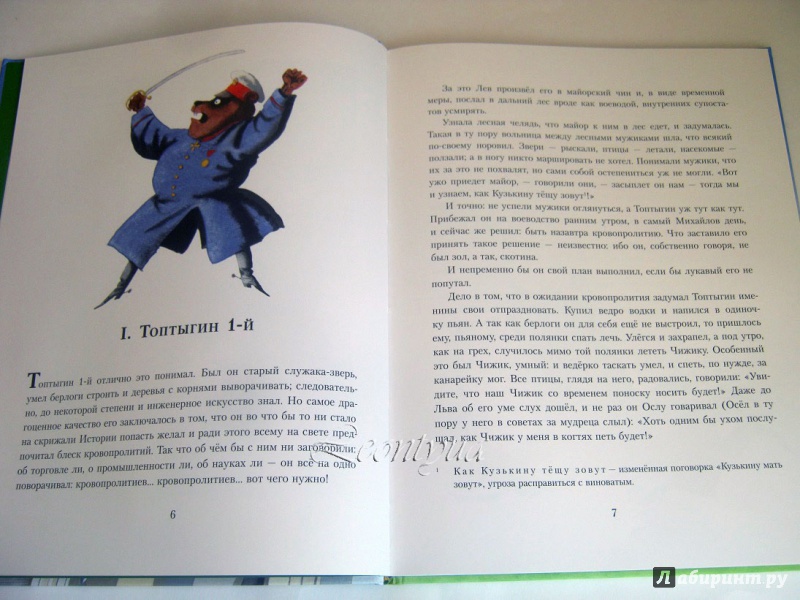 I. Топтыгин 1-й
Топтыгин 1-й отлично это понимал. Был он старый служака-зверь,
умел берлоги строить и деревья с корнями выворачивать; следователь-
но, до некоторой степени и инженерное искусство знал. Но самое дра-
гоценное качество его заключалось в том, что он во что бы то ни стало
на скрижали Истории попасть желал и ради этого всему на свете пред-
почитал блеск кровопролитий. Так что об чём бы с ним ни заговорили:
об торговле ли, о промышленности ли, об науках ли — он всё на одно
поворачивал: кровопролитиев... кровопролитиев... вот чего нужно!
6
За это Лев произвёл его в майорский чин и, в виде временной
меры, послал в дальний лес вроде как воеводой, внутренних супоста-
тов усмирять.
Узнала лесная челядь, что майор к ним в лес едет, и задумалась.
Такая в ту пору вольница между лесными мужиками шла, что всякий
по-своему норовил. Звери — рыскали, птицы — летали, насекомые —
ползали; а в ногу никто маршировать не хотел. Понимали мужики, что
их за это не похвалят, но сами собой остепениться уж не могли. «Вот
ужо приедет майор, — говорили они, — засыплет он нам — тогда мы
и узнаем, как Кузькину тёщу зовут¹!»
И точно: не успели мужики оглянуться, а Топтыгин уж тут как тут.
Прибежал он на воеводство ранним утром, в самый Михайлов день,
и сейчас же решил: быть назавтра кровопролитию. Что заставило его
принять такое решение — неизвестно: ибо он, собственно говоря, не
был зол, а так, скотина.
И непременно бы он свой план выполнил, если бы лукавый его не
попутал.
Дело в том, что в ожидании кровопролития задумал Топтыгин име-
нины свои отпраздновать. Купил ведро водки и напился в одиноч-
ку пьян. А так как берлоги он для себя ещё не выстроил, то пришлось
ему, пьяному, среди полянки спать лечь. Улёгся и захрапел, а под утро,
как на грех, случилось мимо той полянки лететь Чижику. Особенный
это был Чижик, умный: и ведёрко таскать умел, и спеть, по нужде, за
канарейку мог. Все птицы, глядя на него, радовались, говорили: «Уви-
дите, что наш Чижик со временем поноску носить будет!» Даже до
Льва об его уме слух дошёл, и не раз он Ослу говаривал (Осёл в ту
пору у него в советах за мудреца слыл): «Хоть одним бы ухом послу-
шал, как Чижик у меня в когтях петь будет!»
¹ Как Кузькину тёщу зовут — изменённая поговорка «Кузькину мать
зовут», угроза расправиться с виноватым.
7
Leontyua
Лабиринт.ру